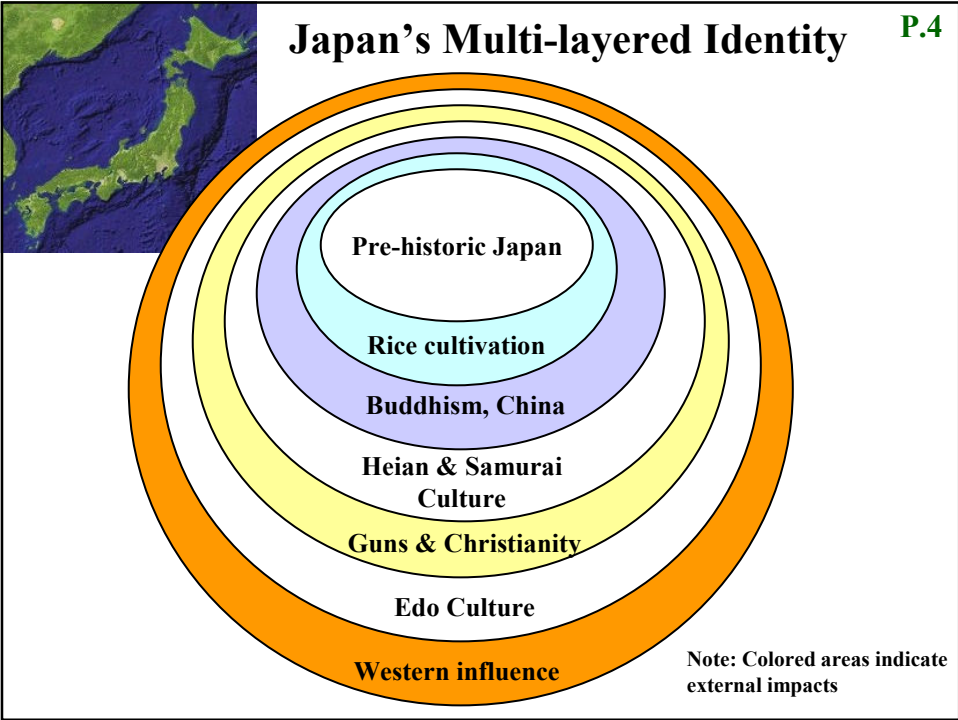 Japan’s Multi-layered Identity
P.4
Pre-historic Japan
Rice cultivation
Buddhism, China
Heian & Samurai
Culture
Guns & Christianity
Edo Culture
Western influence
Note: Colored areas indicate
external impacts